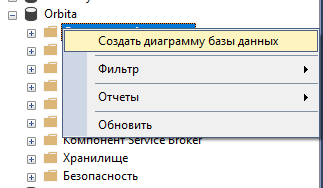 Orbita
Создать диаграмму базы данных
Фильтр
Отчеты
Обновить
Компонент Service Broker
Хранилище
Безопасность